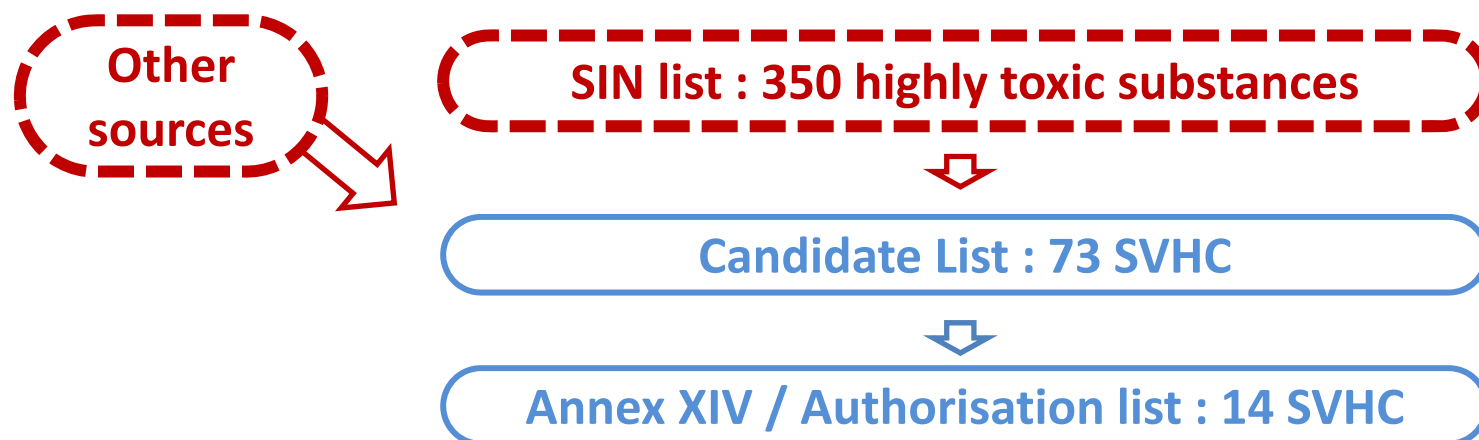 Other
sources
SIN list : 350 highly toxic substances
Candidate List : 73 SVHC
Annex XIV / Authorisation list : 14 SVHC